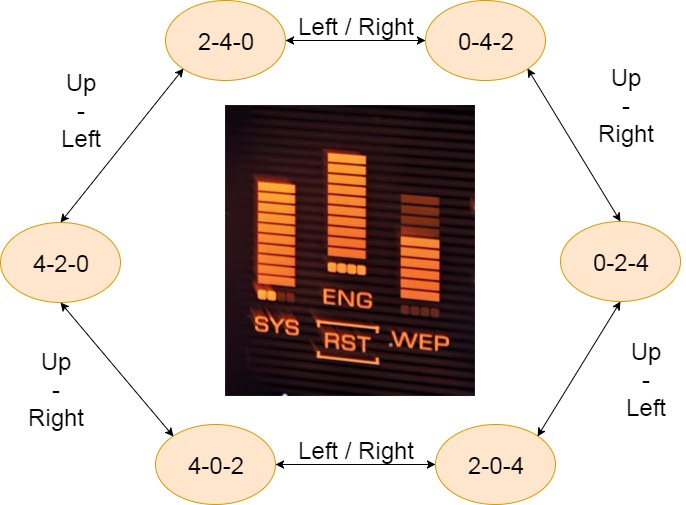 2-4-0
Left / Right
0-4-2
Up
-
Left
Up
-
Right
4-2-0
0-2-4
ENG
SYS
RST
.WEP
Up
-
Right
Up
-
Left
4-0-2
Left / Right
2-0-4